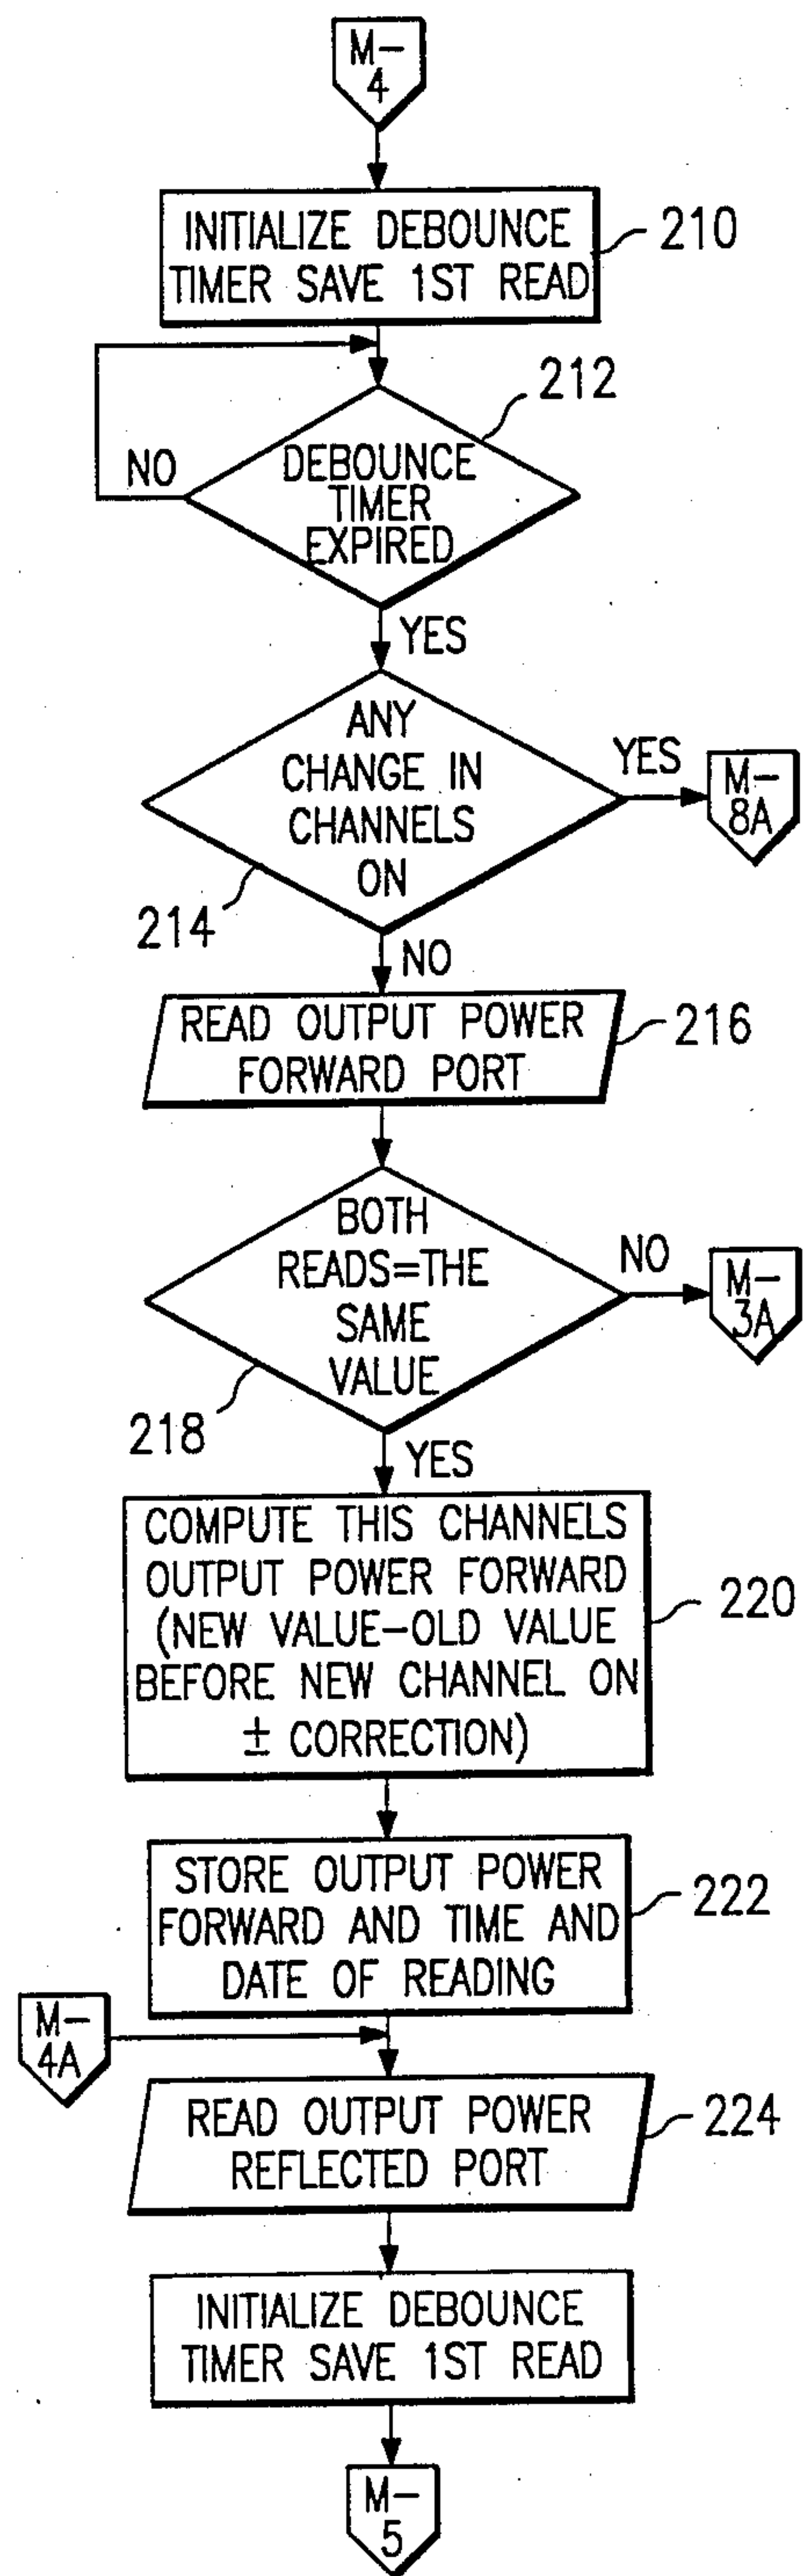 M-
4
INITIALIZE DEBOUNCE
TIMER SAVE 1ST READ
210
212
DEBOUNCE
TIMER
EXPIRED
NO
YES
ANY
CHANGE IN
CHANNELS
ON
YES
M-
8A
214
NO
READ OUTPUT POWER
FORWARD PORT
216
BOTH
READS=THE
SAME
VALUE
NO
M-
3A
218
YES
COMPUTE THIS CHANNELS
OUTPUT POWER FORWARD
(NEW VALUE-OLD VALUE
BEFORE NEW CHANNEL ON
± CORRECTION)
220
STORE OUTPUT POWER
FORWARD AND TIME AND
DATE OF READING
222
M-
4A
READ OUTPUT POWER
REFLECTED PORT
224
INITIALIZE DEBOUNCE
TIMER SAVE 1ST READ
M-
5